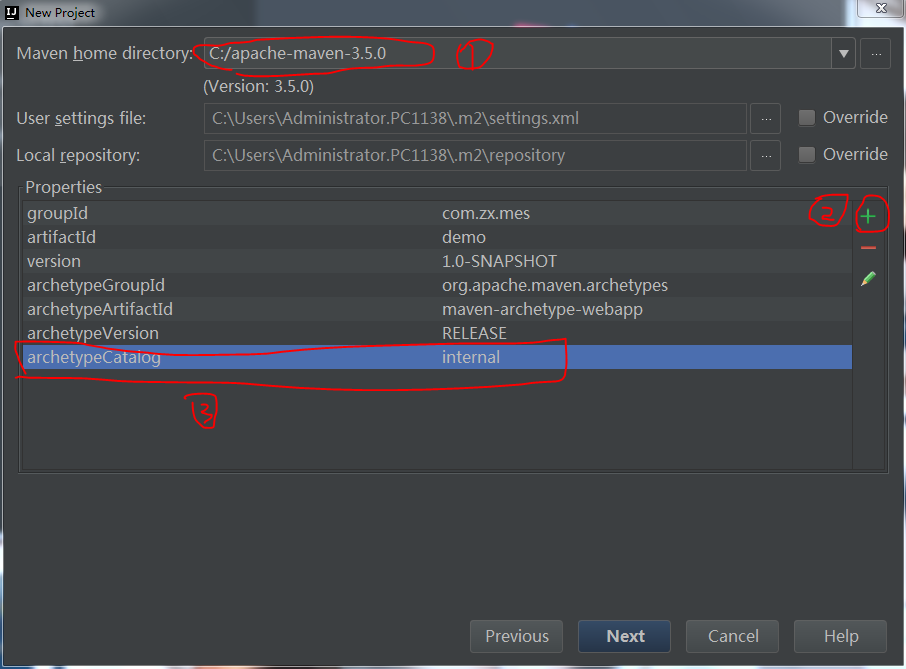 New Project
Maven home directory: C:/apache-maven-3.5.0 ... 1
(Version: 3.5.0)
User settings file: C:\Users\Administrator.PC1138\.m2\settings.xml ... Override
Local repository: C:\Users\Administrator.PC1138\.m2\repository ... Override
Properties
groupId com.zx.mes 2
artifactId demo
version 1.0-SNAPSHOT
archetypeGroupId org.apache.maven.archetypes
archetypeArtifactId maven-archetype-webapp
archetypeVersion RELEASE
archetypeCatalog internal
3
Previous Next Cancel Help